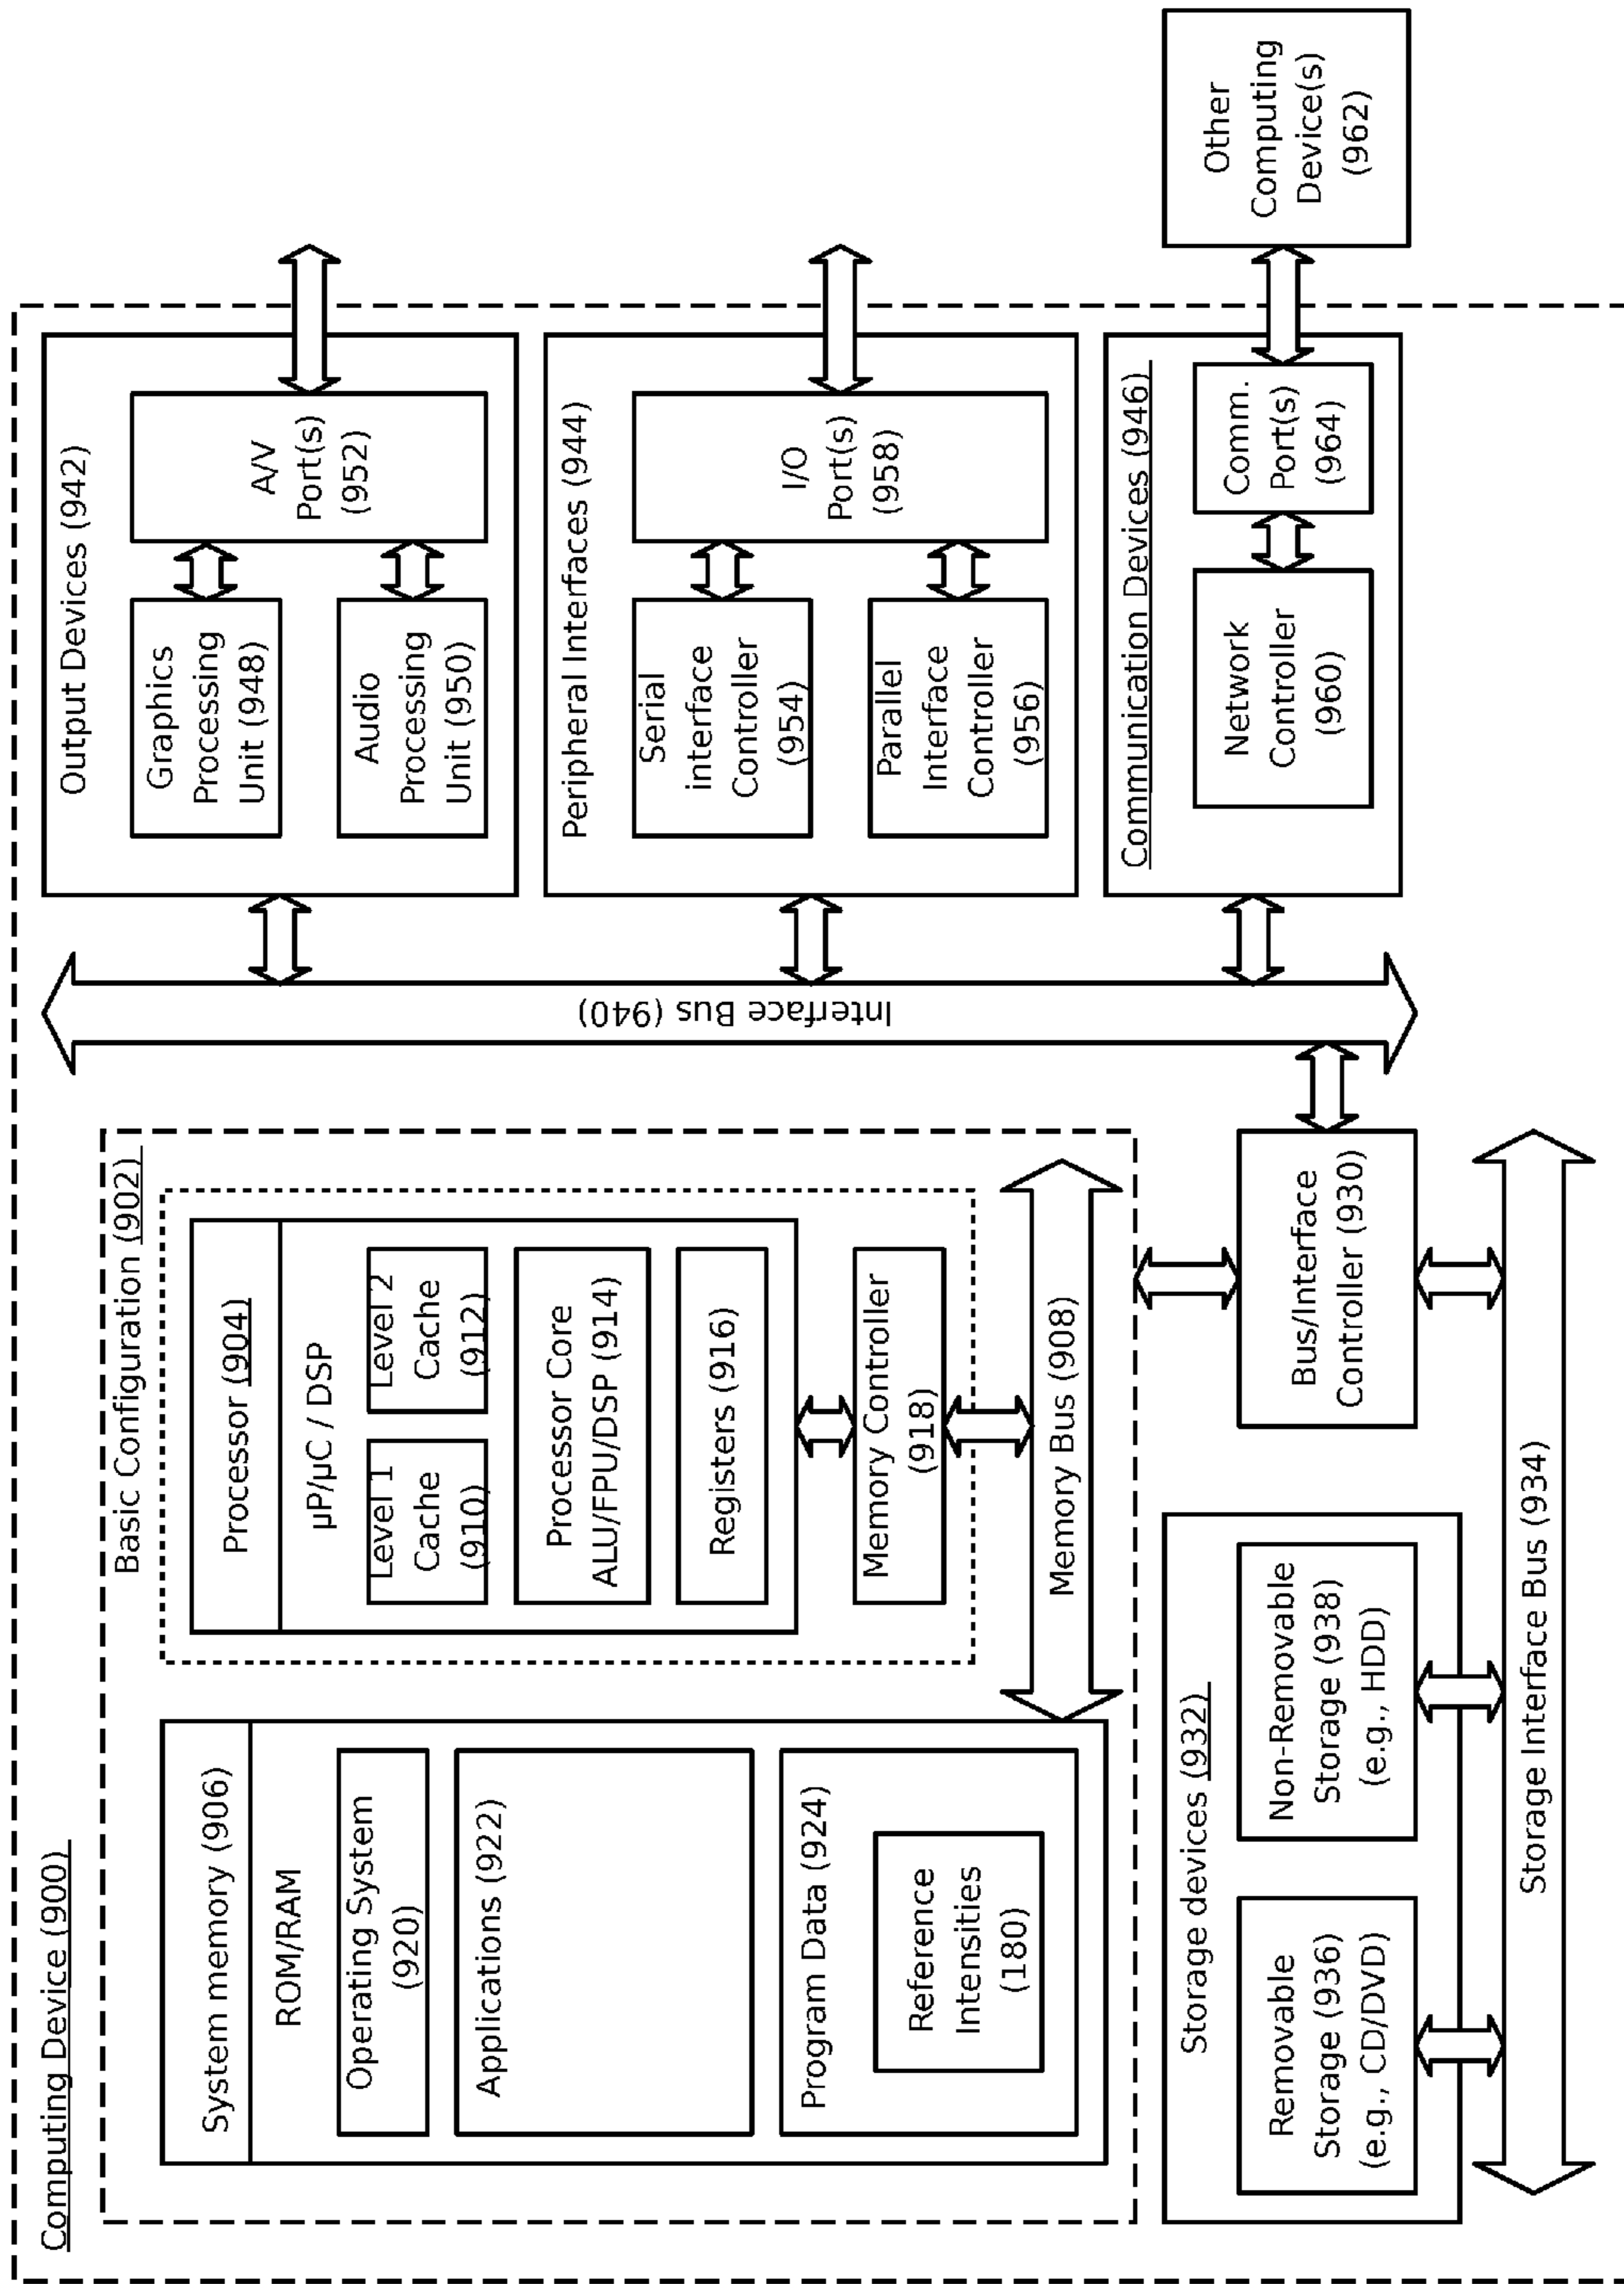 Computing Device (900)
Basic Configuration (902)
System memory (906)
ROM/RAM
Operating System
(920)
Applications (922)
Program Data (924)
Reference
Intensities
(180)
Processor (904)
µP/µC / DSP
Level 1
Cache
(910)
Level 2
Cache
(912)
Processor Core
ALU/FPU/DSP (914)
Registers (916)
Memory Controller
(918)
Memory Bus (908)
Storage devices (932)
Removable
Storage (936)
(e.g., CD/DVD)
Non-Removable
Storage (938)
(e.g., HDD)
Bus/Interface
Controller (930)
Storage Interface Bus (934)
Interface Bus (940)
Output Devices (942)
Graphics
Processing
Unit (948)
Audio
Processing
Unit (950)
A/V
Port(s)
(952)
Peripheral Interfaces (944)
Serial
interface
Controller
(954)
Parallel
Interface
Controller
(956)
I/O
Port(s)
(958)
Communication Devices (946)
Network
Controller
(960)
Comm.
Port(s)
(964)
Other
Computing
Device(s)
(962)